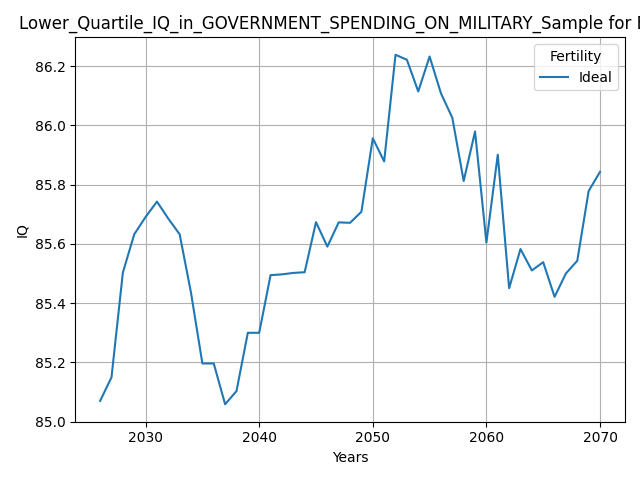 Lower_Quartile_IQ_in_GOVERNMENT_SPENDING_ON_MILITARY_Sample for
Fertility
Ideal
86.2
86.0
85.8
85.6
85.4
85.2
85.0
IQ
2030 2040 2050 2060 2070
Years